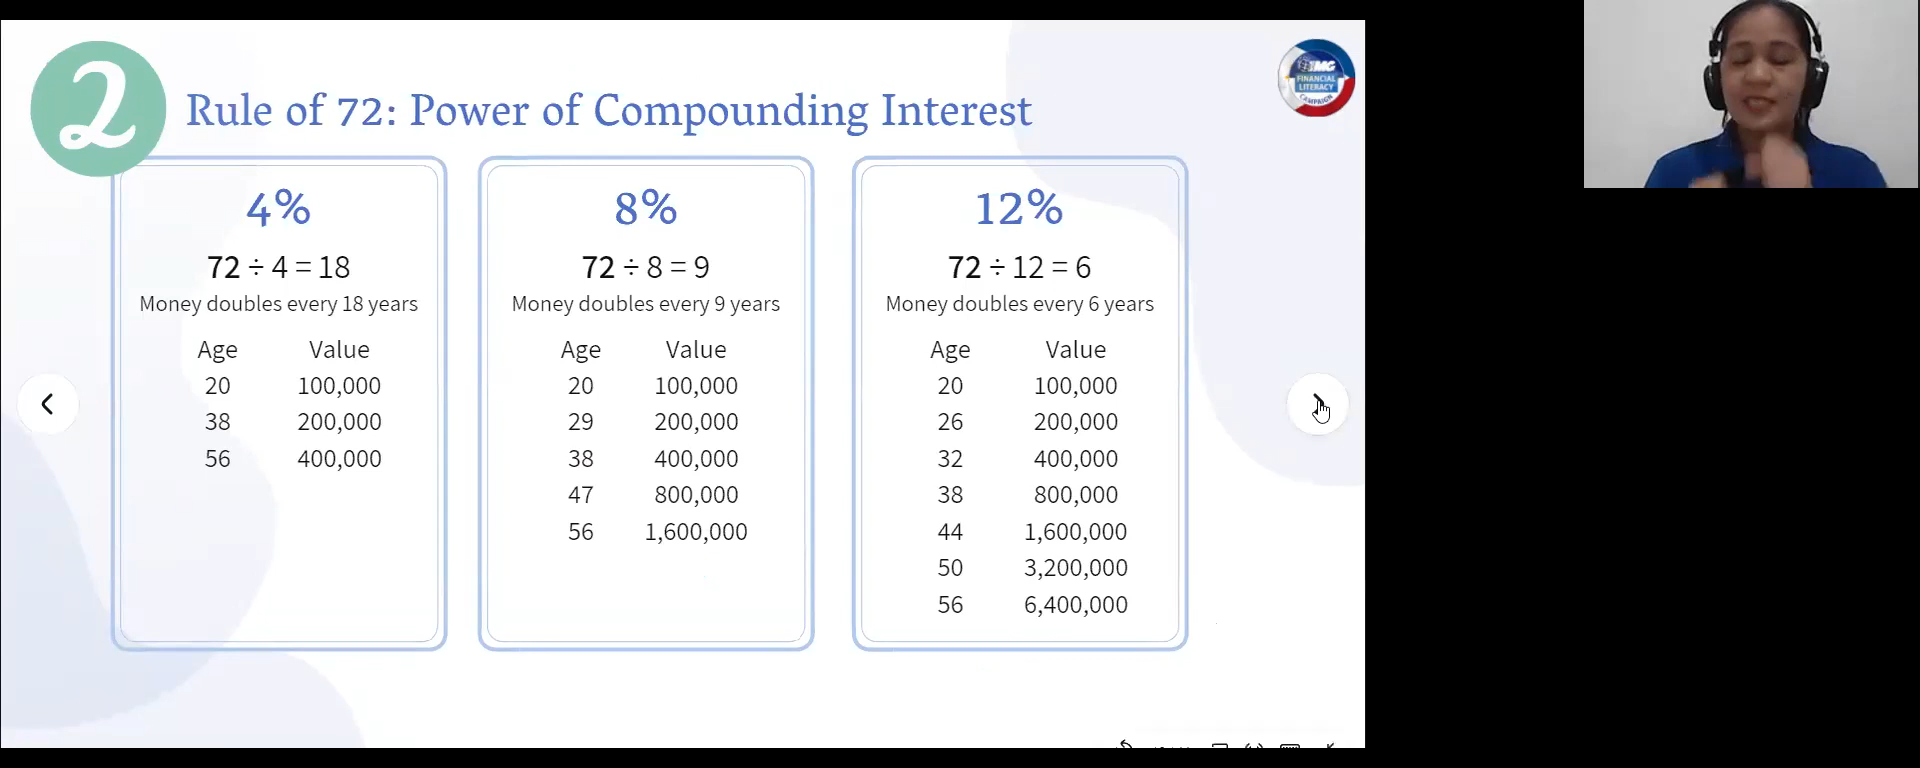 2
Rule of 72: Power of Compounding Interest
IMG
FINANCIAL
LITERACY
CAMPAIGN
4%
72 ÷ 4 = 18
Money doubles every 18 years
Age Value
20 100,000
38 200,000
56 400,000
8%
72 ÷ 8 = 9
Money doubles every 9 years
Age Value
20 100,000
29 200,000
38 400,000
47 800,000
56 1,600,000
12%
72 ÷ 12 = 6
Money doubles every 6 years
Age Value
20 100,000
26 200,000
32 400,000
38 800,000
44 1,600,000
50 3,200,000
56 6,400,000